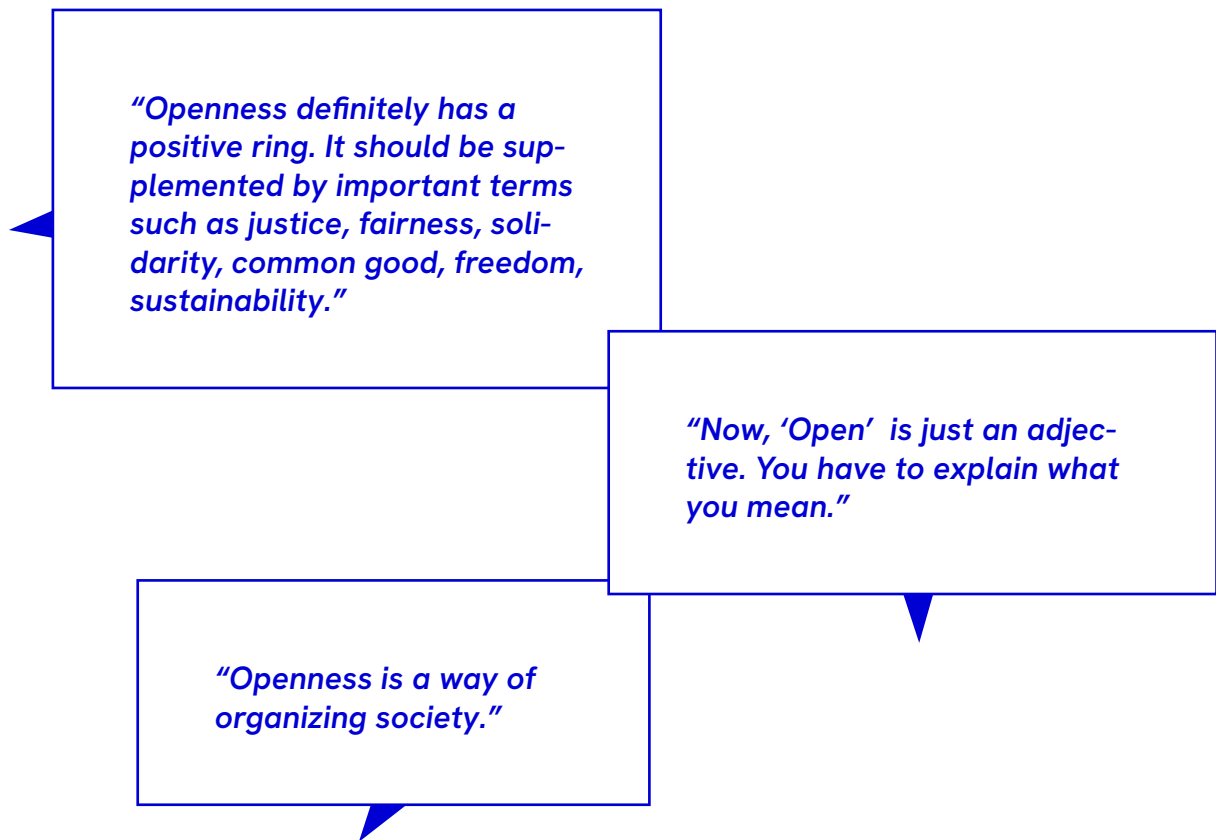 “Openness definitely has a
positive ring. It should be sup-
plemented by important terms
such as justice, fairness, soli-
darity, common good, freedom,
sustainability.”
“Now, ‘Open’  is just an adjec-
tive. You have to explain what
you mean.”
“Openness is a way of
organizing society.”